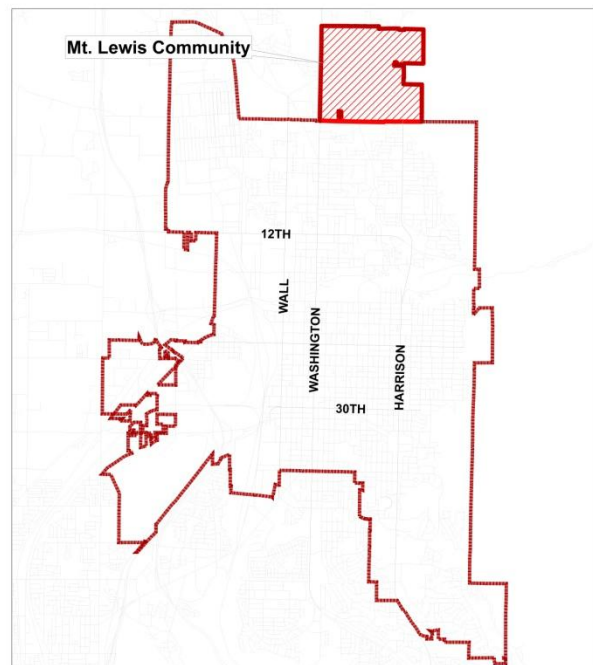 Mt. Lewis Community
12TH
WALL
WASHINGTON
HARRISON
30TH